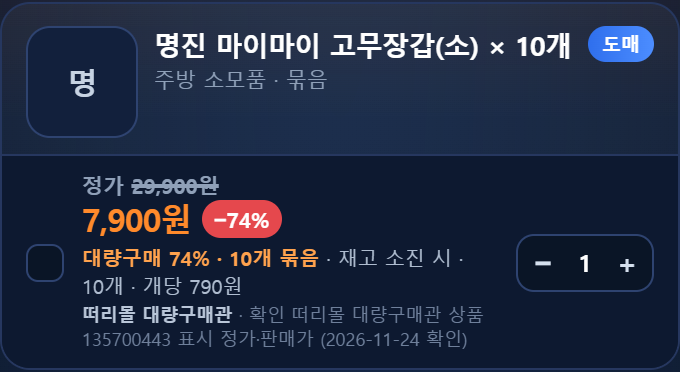 명
명진 마이마이 고무장갑(소) × 10개 도매
주방 소모품 · 묶음
정가 29,900원
7,900원 −74%
대량구매 74% · 10개 묶음 · 재고 소진 시 ·
10개 · 개당 790원
떠리몰 대량구매관 · 확인 떠리몰 대량구매관 상품
135700443 표시 정가·판매가 (2026-11-24 확인)
− 1 +